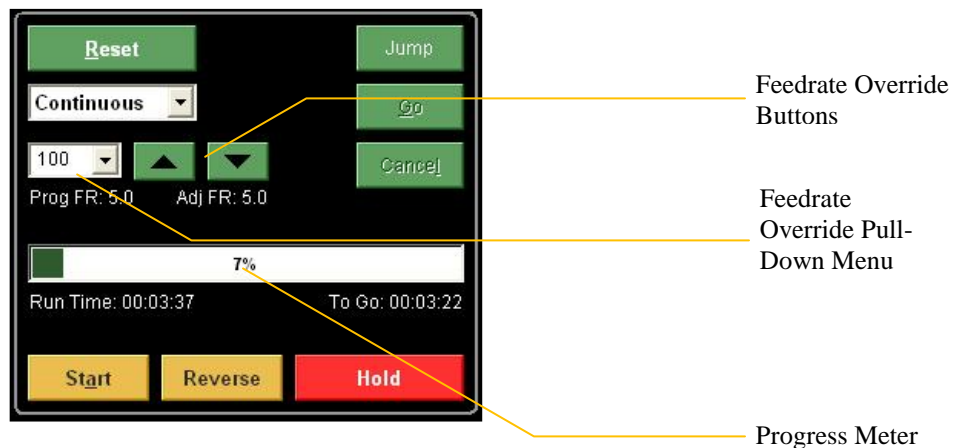 Reset
Jump
Continuous
Go
100
Cancel
Prog FR: 5.0
Adj FR: 5.0
7%
Run Time: 00:03:37
To Go: 00:03:22
Start
Reverse
Hold
Feedrate Override
Buttons
Feedrate
Override Pull-
Down Menu
Progress Meter